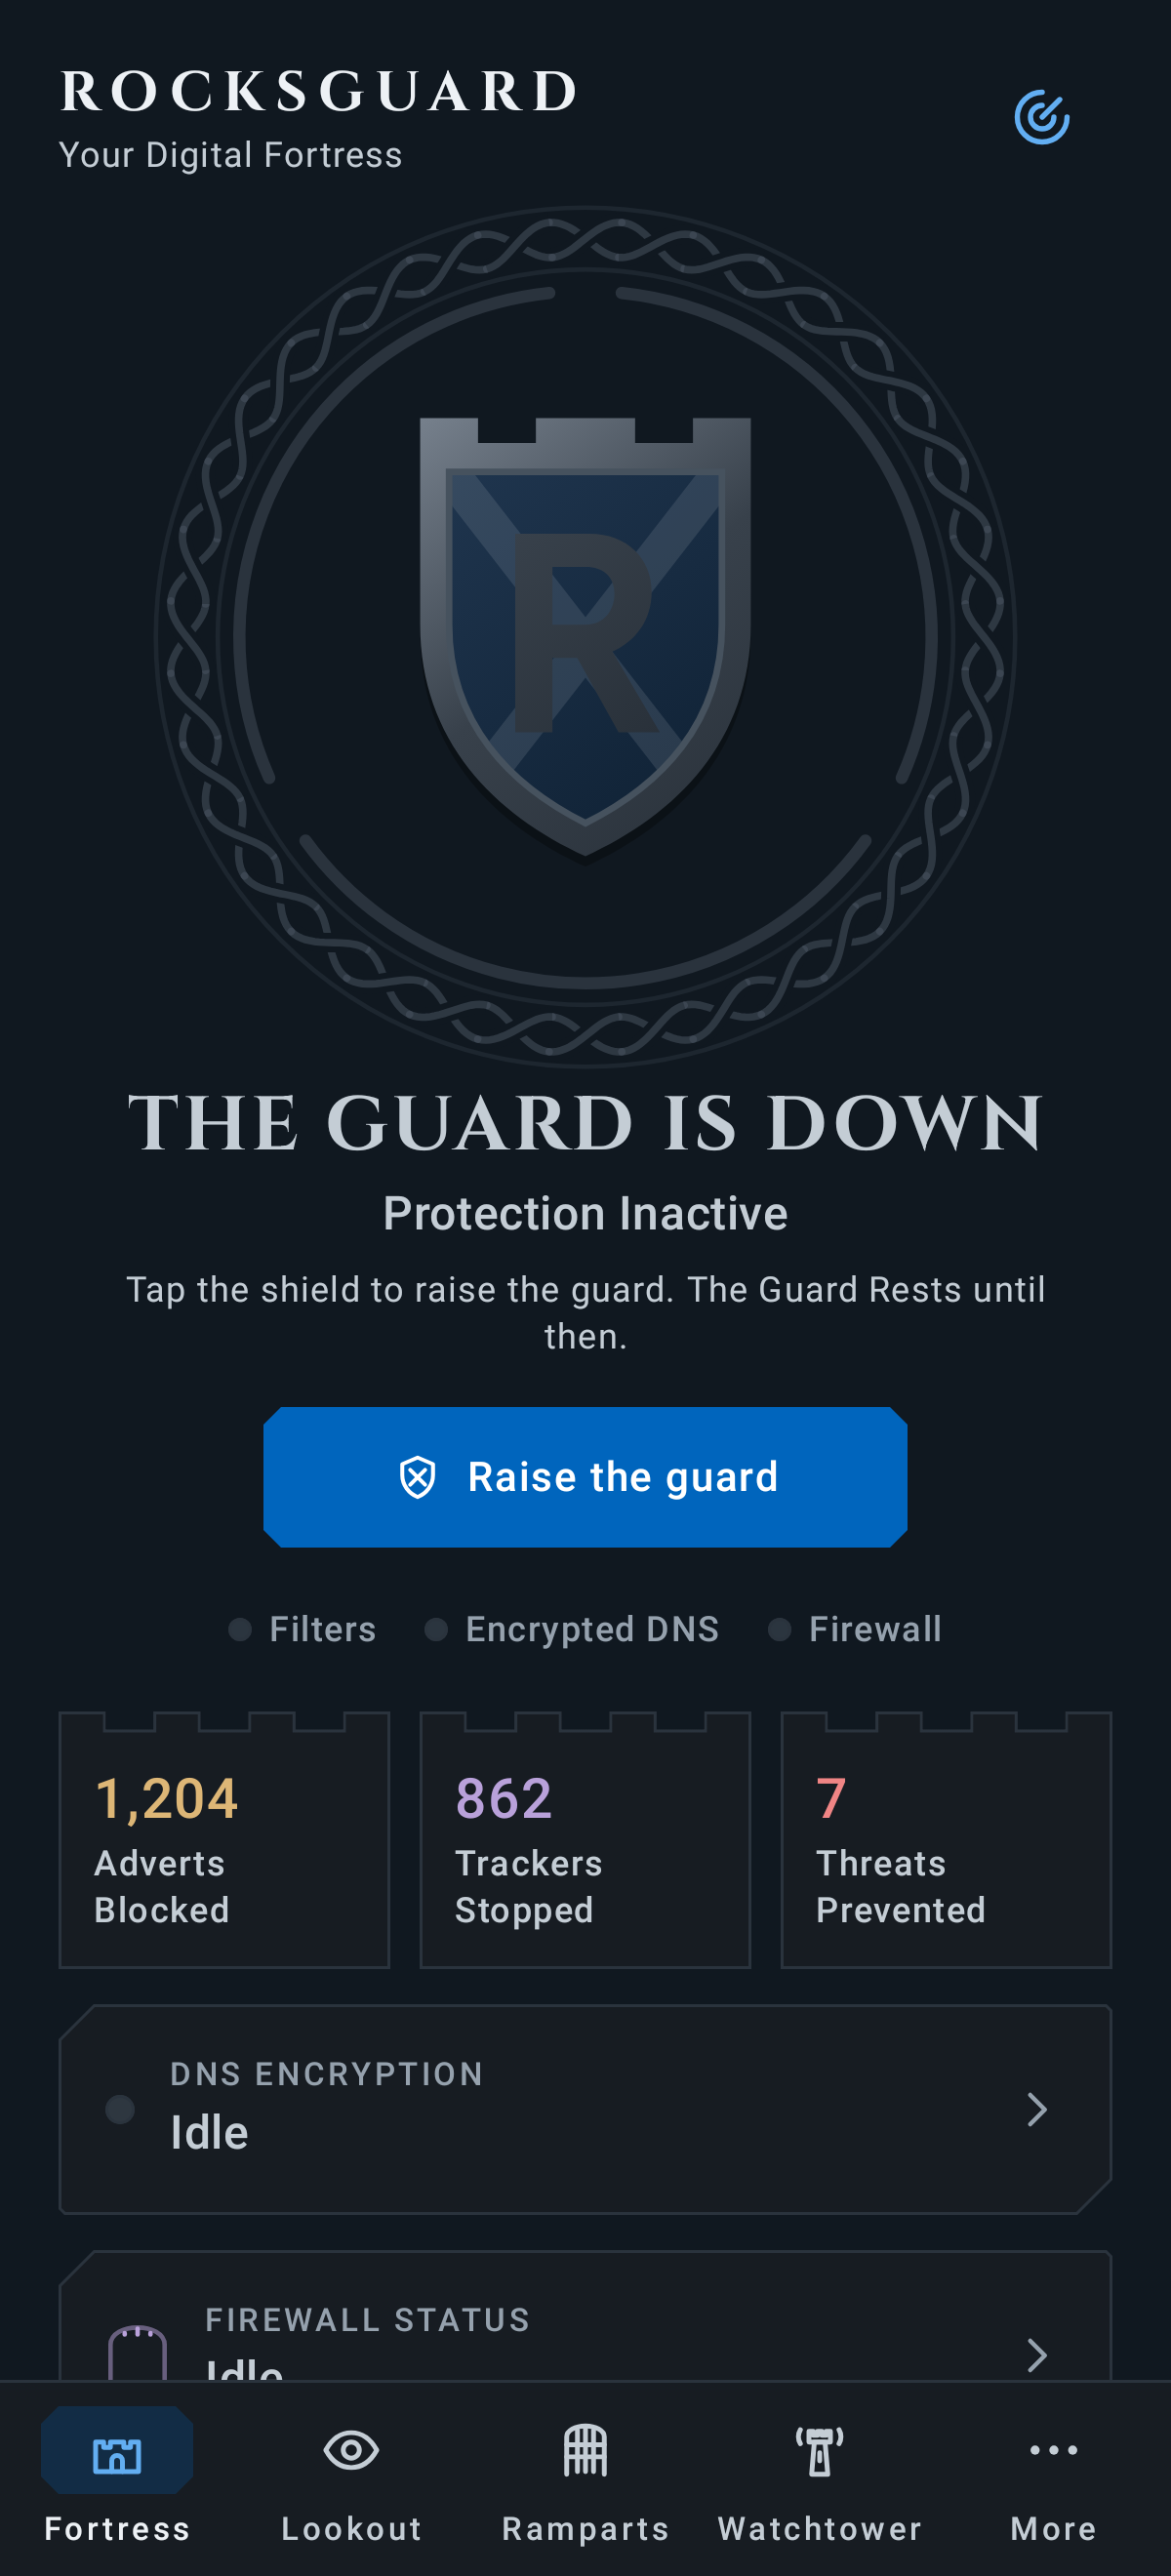 ROCKSGUARD
Your Digital Fortress
R
THE GUARD IS DOWN
Protection Inactive
Tap the shield to raise the guard. The Guard Rests until
then.
Raise the guard
Filters
Encrypted DNS
Firewall
1,204
Adverts
Blocked
862
Trackers
Stopped
7
Threats
Prevented
DNS ENCRYPTION
Idle
FIREWALL STATUS
Idle
Fortress
Lookout
Ramparts
Watchtower
More